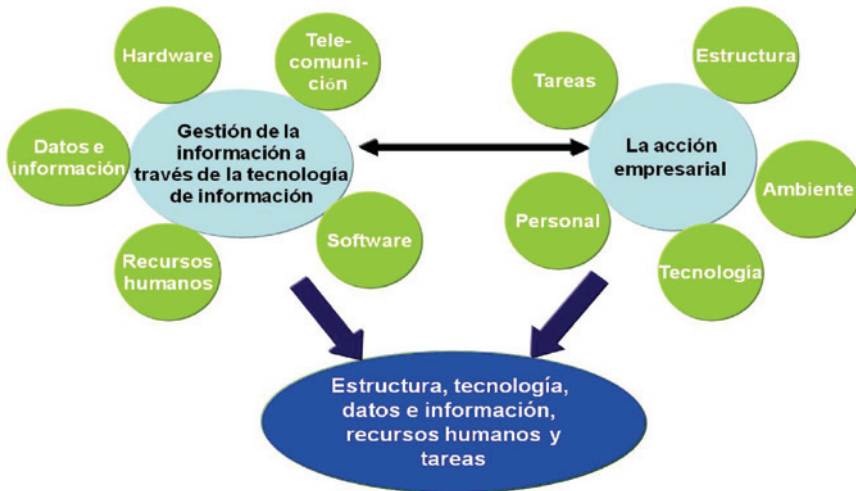 Hardware
Tele-
comuni-
ción
Datos e
información
Gestión de la
información a
través de la tecnología
de información
Recursos
humanos
Software
Tareas
Estructura
La acción
empresarial
Ambiente
Personal
Tecnología
Estructura, tecnología,
datos e información,
recursos humanos y
tareas